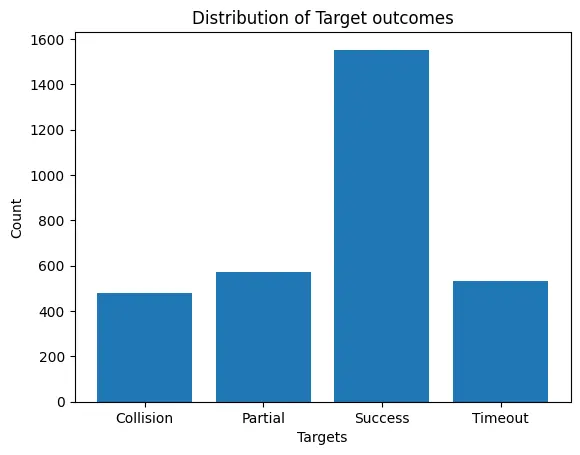 Distribution of Target outcomes
1600
1400
1200
1000
800
600
400
200
0
Count
Collision Partial Success Timeout
Targets